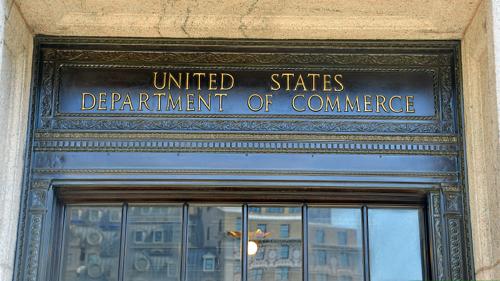 UNITED STATES
DEPARTMENT OF COMMERCE